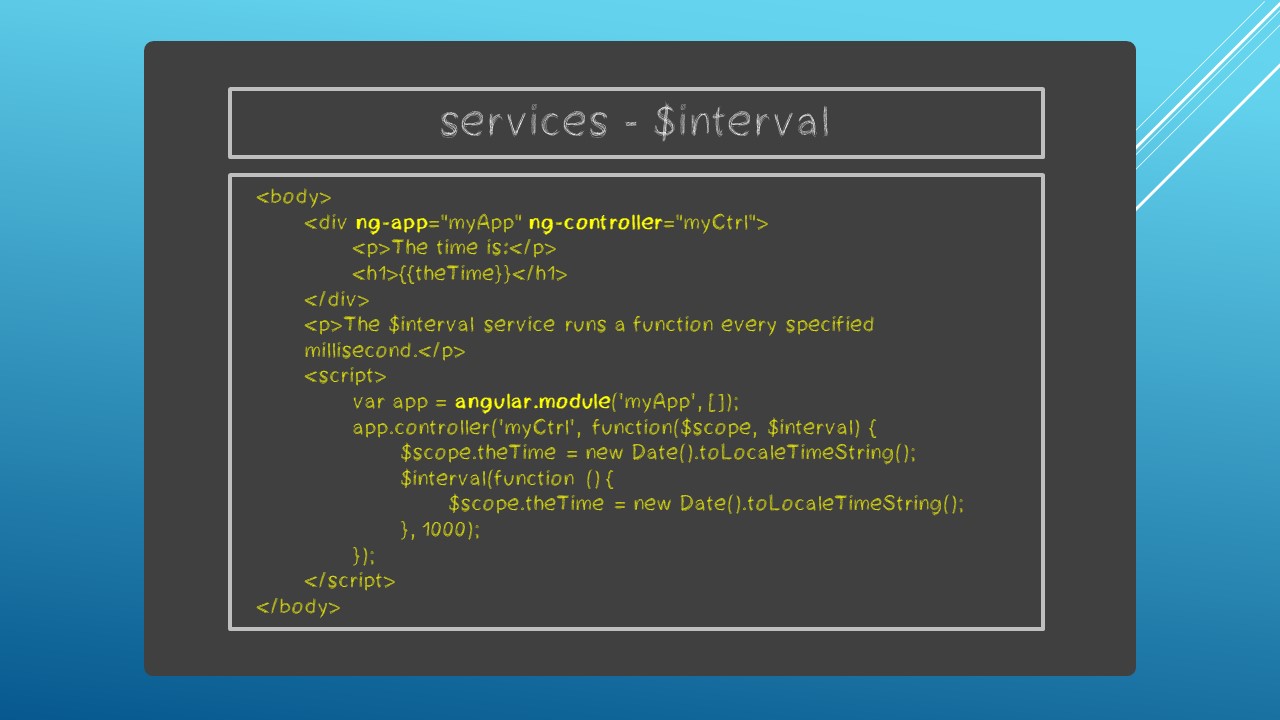 services - $interval
<body>
<div ng-app="myApp" ng-controller="myCtrl">
<p>The time is:</p>
<h1>{{theTime}}</h1>
</div>
<p>The $interval service runs a function every specified
millisecond.</p>
<script>
var app = angular.module('myApp', []);
app.controller('myCtrl', function($scope, $interval) {
$scope.theTime = new Date().toLocaleTimeString();
$interval(function () {
$scope.theTime = new Date().toLocaleTimeString();
}, 1000);
});
</script>
</body>